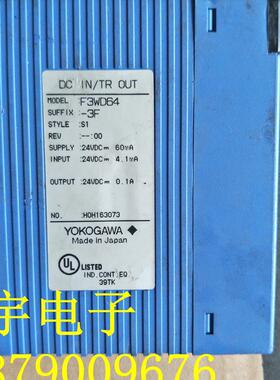 DC IN/TR OUT
MODEL :F3WD64
SUFFIX :-3F
STYLE :S1
REV :--:00
SUPPLY :24VDC⎓ 60mA
INPUT :24VDC⎓ 4.1mA
OUTPUT :24VDC⎓ 0.1A
NO. :H0H163073
YOKOGAWA
Made in Japan
UL LISTED
IND.CONT.EQ.
39TK
宇电子
879009676